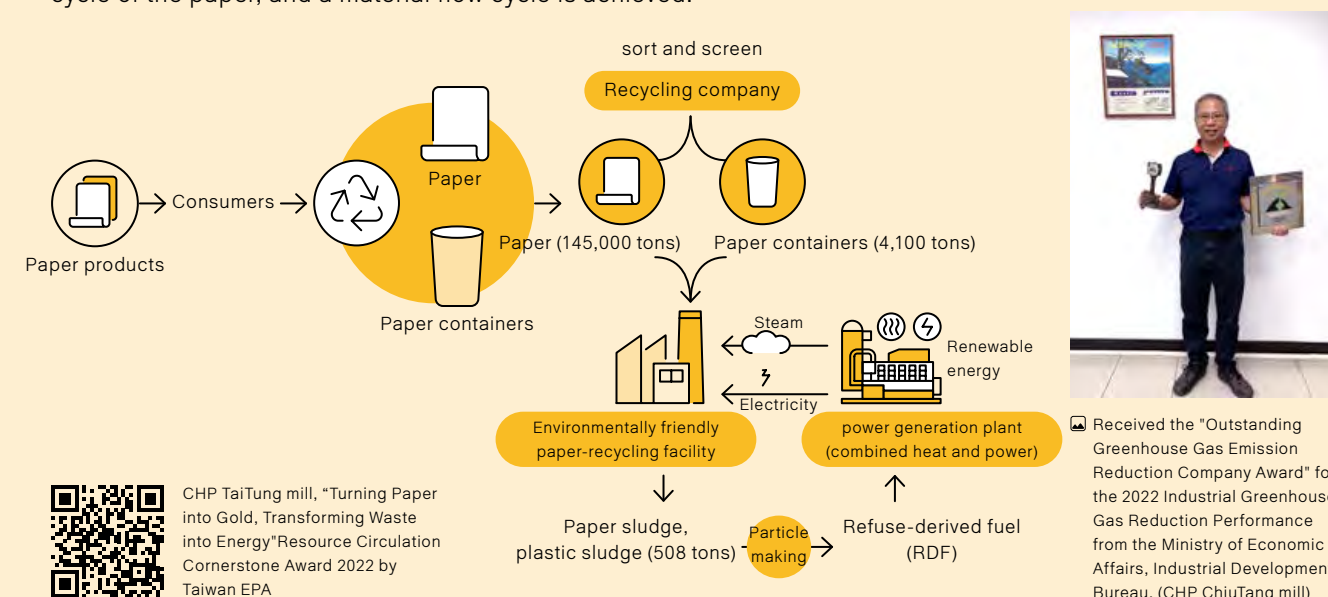 cycle of the paper, and a material flow cycle is achieved.
sort and screen
Recycling company
Paper products
Consumers
Paper
Paper containers
Paper (145,000 tons)
Paper containers (4,100 tons)
Steam
Electricity
Renewable
energy
Environmentally friendly
paper-recycling facility
power generation plant
(combined heat and power)
Paper sludge,
plastic sludge (508 tons)
Particle
making
Refuse-derived fuel
(RDF)
CHP TaiTung mill, “Turning Paper
into Gold, Transforming Waste
into Energy"Resource Circulation
Cornerstone Award 2022 by
Taiwan EPA
Received the "Outstanding
Greenhouse Gas Emission
Reduction Company Award" fo
the 2022 Industrial Greenhouse
Gas Reduction Performance
from the Ministry of Economic
Affairs, Industrial Developmen
Bureau. (CHP ChiuTang mill)